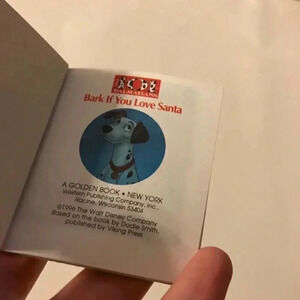 DALMATIANS
Bark If You Love Santa
A GOLDEN BOOK • NEW YORK
Western Publishing Company, Inc.,
Racine, Wisconsin 53404
©1996 The Walt Disney Company
Based on the book by Dodie Smith,
published by Viking Press